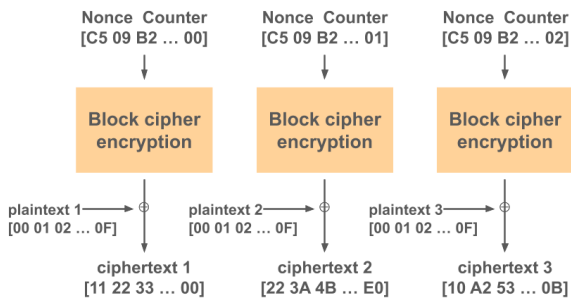 Nonce Counter
[C5 09 B2 ... 00]
Nonce Counter
[C5 09 B2 ... 01]
Nonce Counter
[C5 09 B2 ... 02]
Block cipher
encryption
Block cipher
encryption
Block cipher
encryption
plaintext 1
[00 01 02 ... 0F]
plaintext 2
[00 01 02 ... 0F]
plaintext 3
[00 01 02 ... 0F]
ciphertext 1
[11 22 33 ... 00]
ciphertext 2
[22 3A 4B ... E0]
ciphertext 3
[10 A2 53 ... 0B]